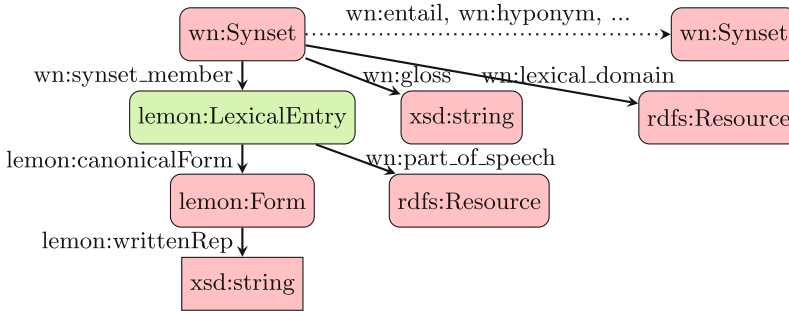 wn:entail, wn:hyponym, ...
wn:Synset
wn:Synset
wn:synset_member
wn:gloss
wn:lexical_domain
lemon:LexicalEntry
xsd:string
rdfs:Resource
lemon:canonicalForm
wn:part_of_speech
lemon:Form
rdfs:Resource
lemon:writtenRep
xsd:string